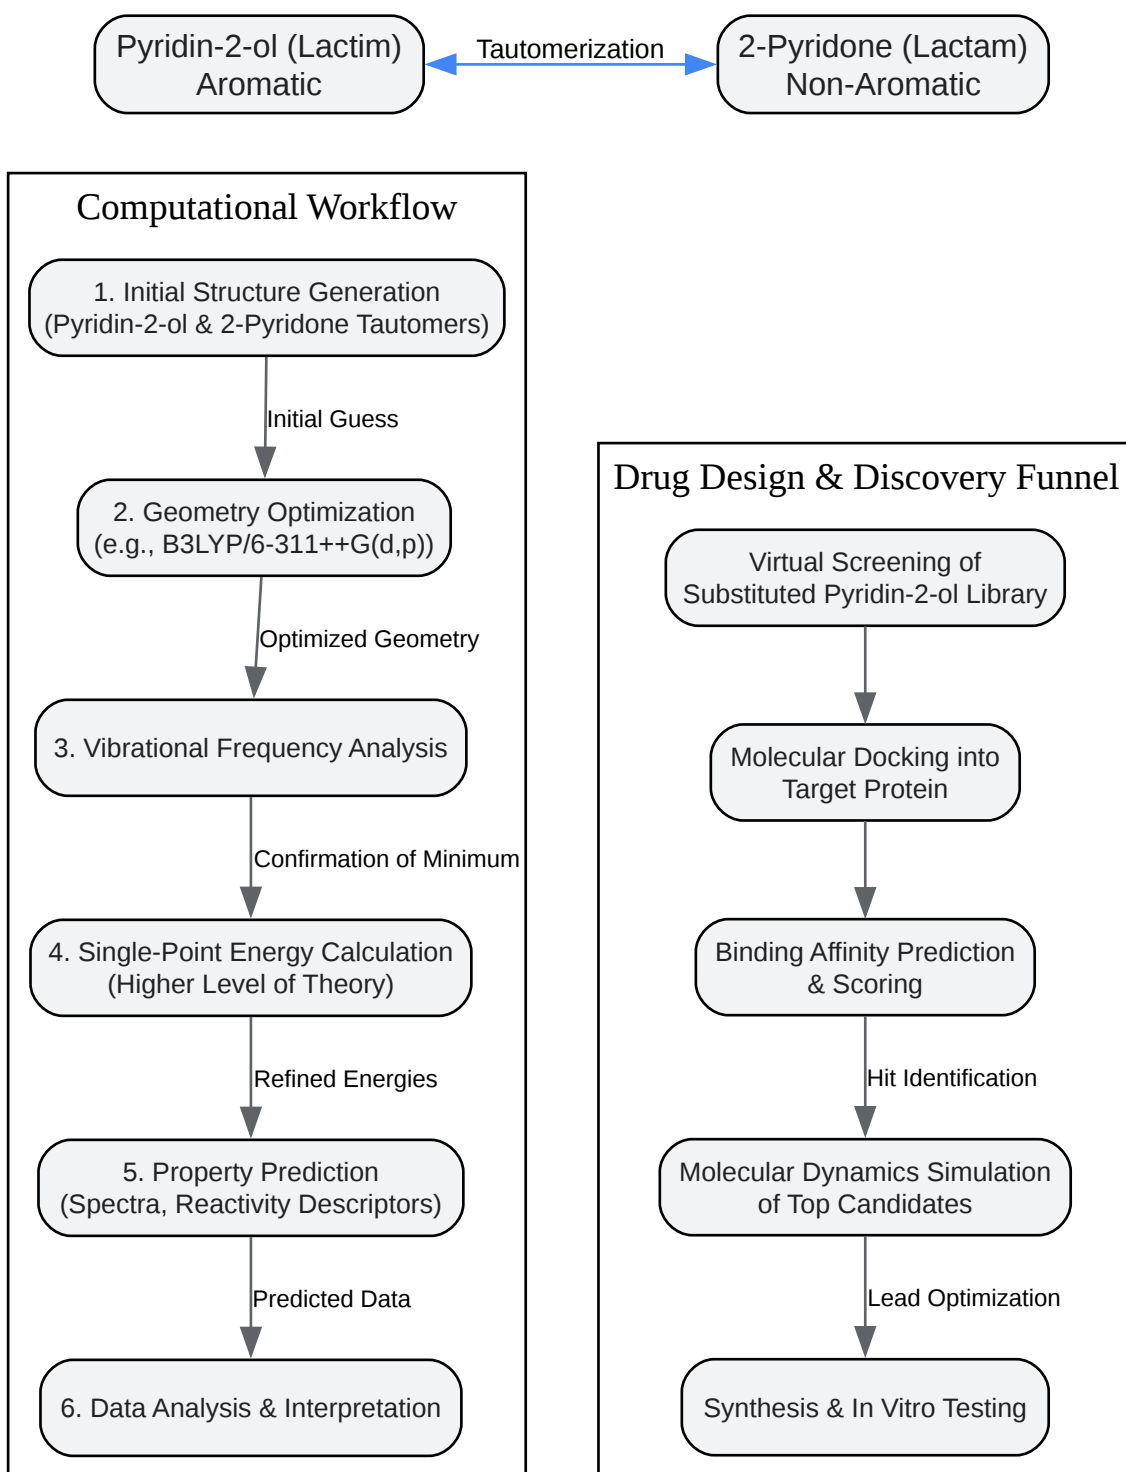 Pyridin-2-ol (Lactim)
Aromatic
Tautomerization
2-Pyridone (Lactam)
Non-Aromatic
Computational Workflow
1. Initial Structure Generation
(Pyridin-2-ol & 2-Pyridone Tautomers)
Initial Guess
2. Geometry Optimization
(e.g., B3LYP/6-311++G(d,p))
Optimized Geometry
3. Vibrational Frequency Analysis
Confirmation of Minimum
4. Single-Point Energy Calculation
(Higher Level of Theory)
Refined Energies
5. Property Prediction
(Spectra, Reactivity Descriptors)
Predicted Data
6. Data Analysis & Interpretation
Drug Design & Discovery Funnel
Virtual Screening of
Substituted Pyridin-2-ol Library
Molecular Docking into
Target Protein
Binding Affinity Prediction
& Scoring
Hit Identification
Molecular Dynamics Simulation
of Top Candidates
Lead Optimization
Synthesis & In Vitro Testing